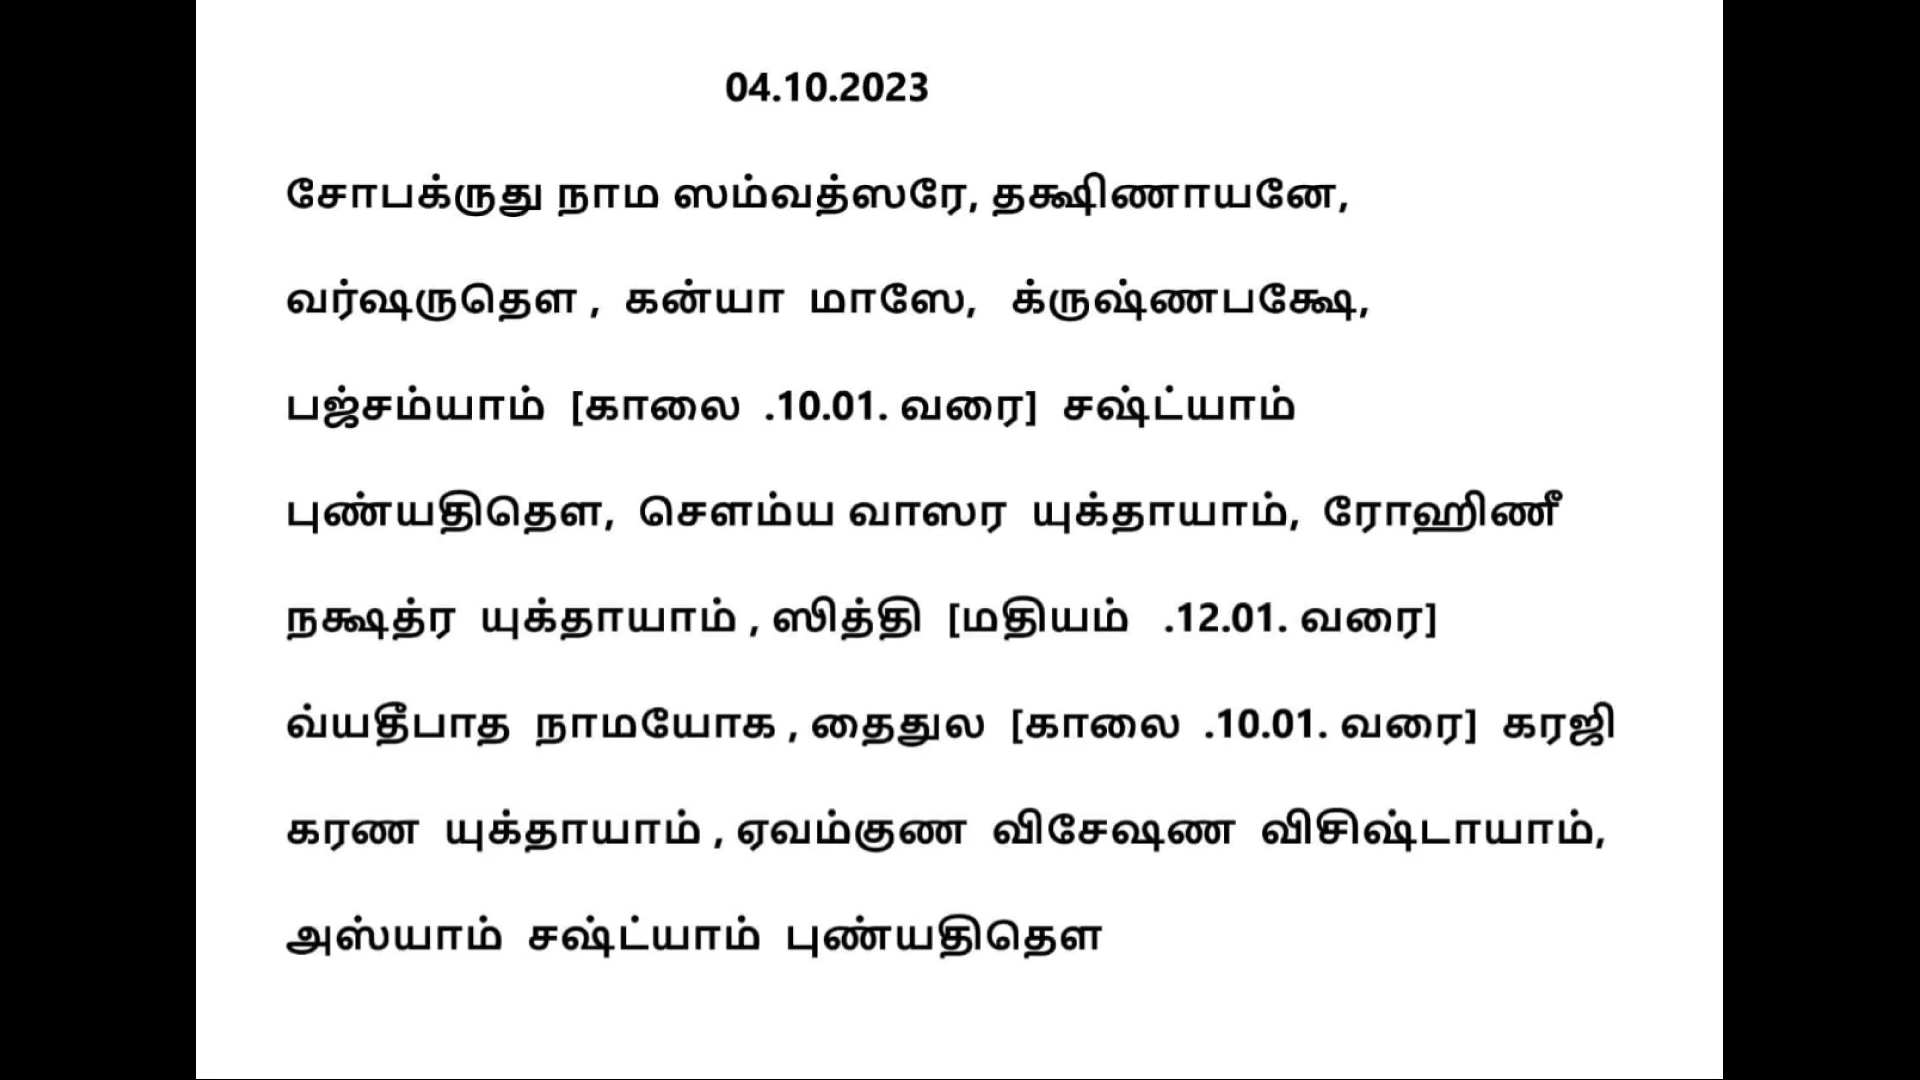 04.10.2023
சோபக்ருது நாம ஸம்வத்ஸரே, தக்ஷிணாயனே,
வர்ஷருதௌ , கன்யா மாஸே, க்ருஷ்ணபக்ஷே,
பஜ்சம்யாம் [காலை .10.01. வரை] சஷ்ட்யாம்
புண்யதிதௌ, சௌம்ய வாஸர யுக்தாயாம், ரோஹிணீ
நக்ஷத்ர யுக்தாயாம் , ஸித்தி [மதியம் .12.01. வரை]
வ்யதீபாத நாமயோக , தைதுல [காலை .10.01. வரை] கரஜி
கரண யுக்தாயாம் , ஏவம்குண விசேஷண விசிஷ்டாயாம்,
அஸ்யாம் சஷ்ட்யாம் புண்யதிதௌ